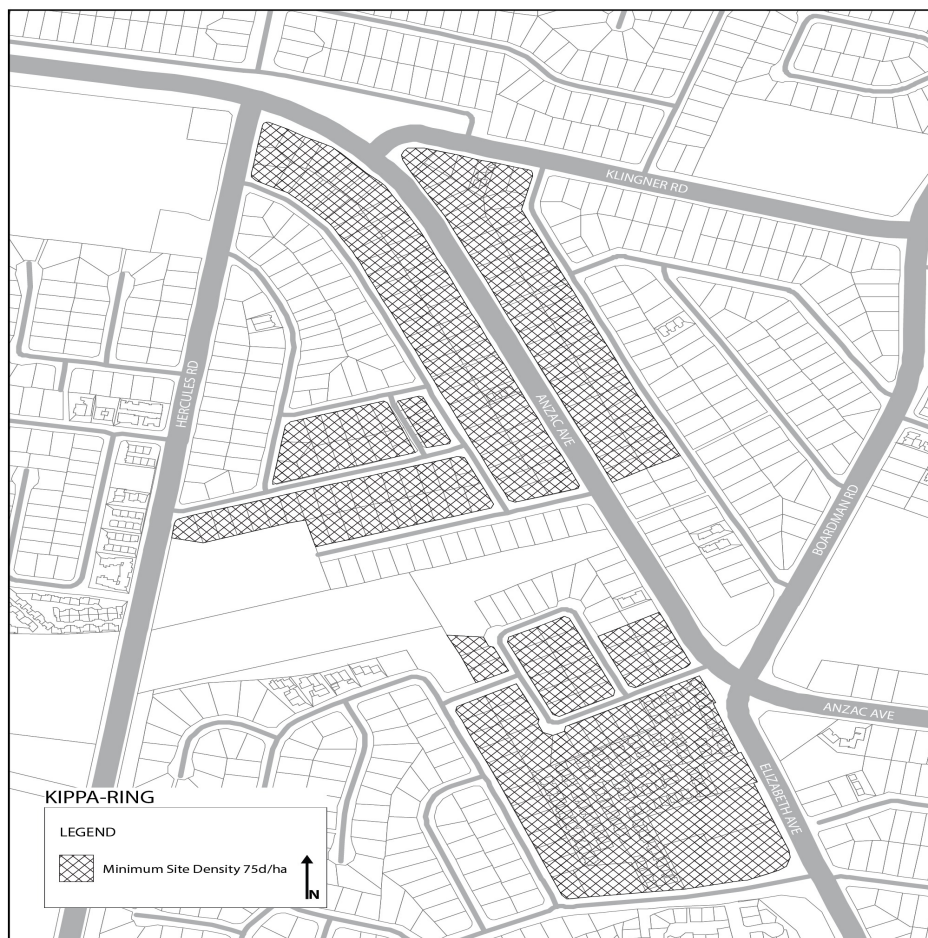 KLINGNER RD
HERCULES RD
ANZAC AVE
BOARDMAN RD
ANZAC AVE
ELIZABETH AVE
KIPPA-RING
LEGEND
Minimum Site Density 75d/ha
N